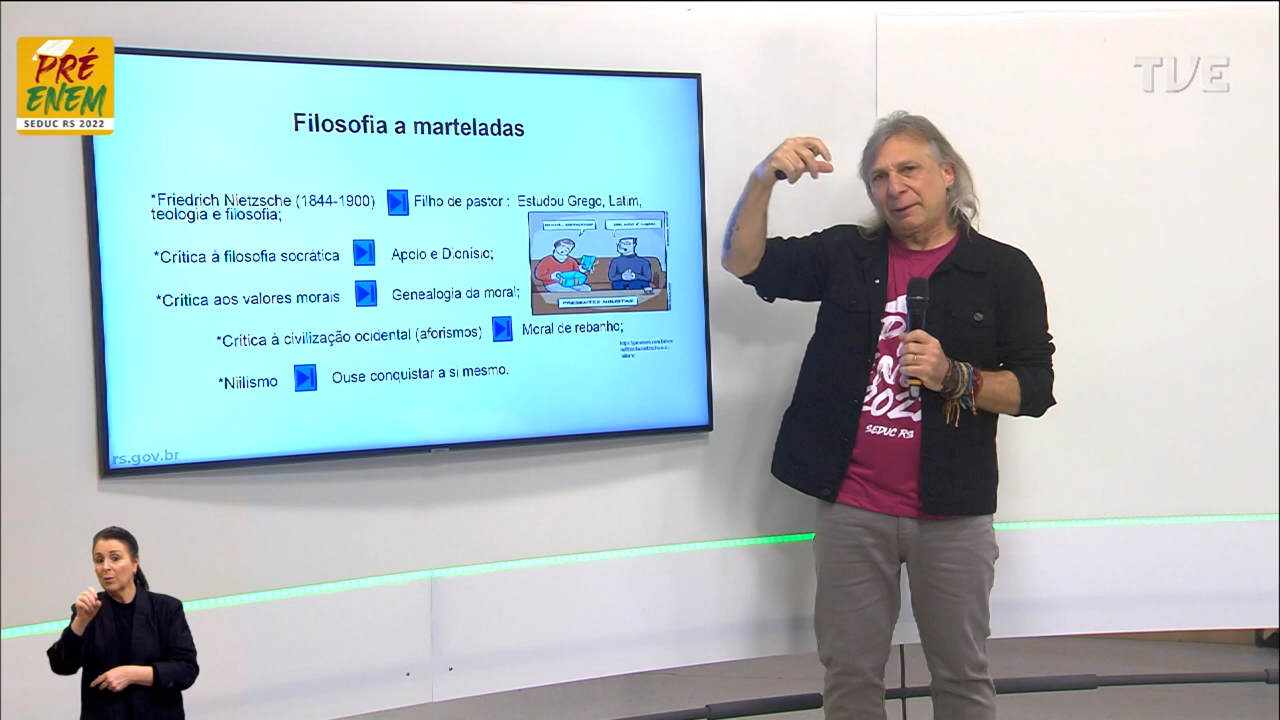 PRÉ
ENEM
SEDUC RS 2022
TVE
Filosofia a marteladas
*Friedrich Nietzsche (1844-1900) Filho de pastor : Estudou Grego, Latim,
teologia e filosofia;
*Crítica à filosofia socrática Apolo e Dionísio;
*Crítica aos valores morais Genealogia da moral;
PRESENTES NIILISTAS
*Crítica à civilização ocidental (aforismos) Moral de rebanho;
*Niilismo Ouse conquistar a si mesmo.
rs.gov.br
2022
SEDUC RS